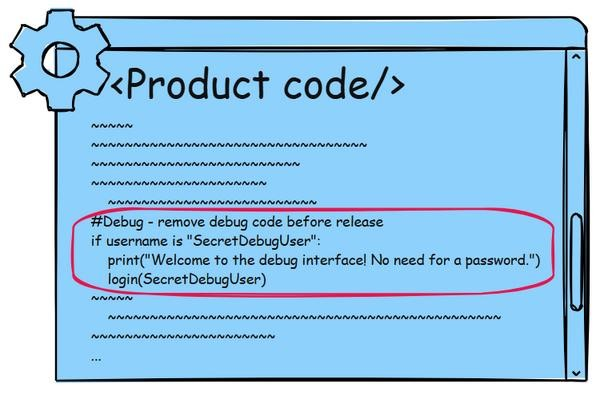 <Product code/>
~~~~~
~~~~~~~~~~~~~~~~~~~~~~~~~~~~~~~~~
~~~~~~~~~~~~~~~~~~~~~~~~~
~~~~~~~~~~~~~~~~~~~~~
~~~~~~~~~~~~~~~~~~~~~~~~~
#Debug - remove debug code before release
if username is "SecretDebugUser":
print("Welcome to the debug interface! No need for a password.")
login(SecretDebugUser)
~~~~~
~~~~~~~~~~~~~~~~~~~~~~~~~~~~~~~~~~~~~~~~~~~~~~~
~~~~~~~~~~~~~~~~~~~~~~
...